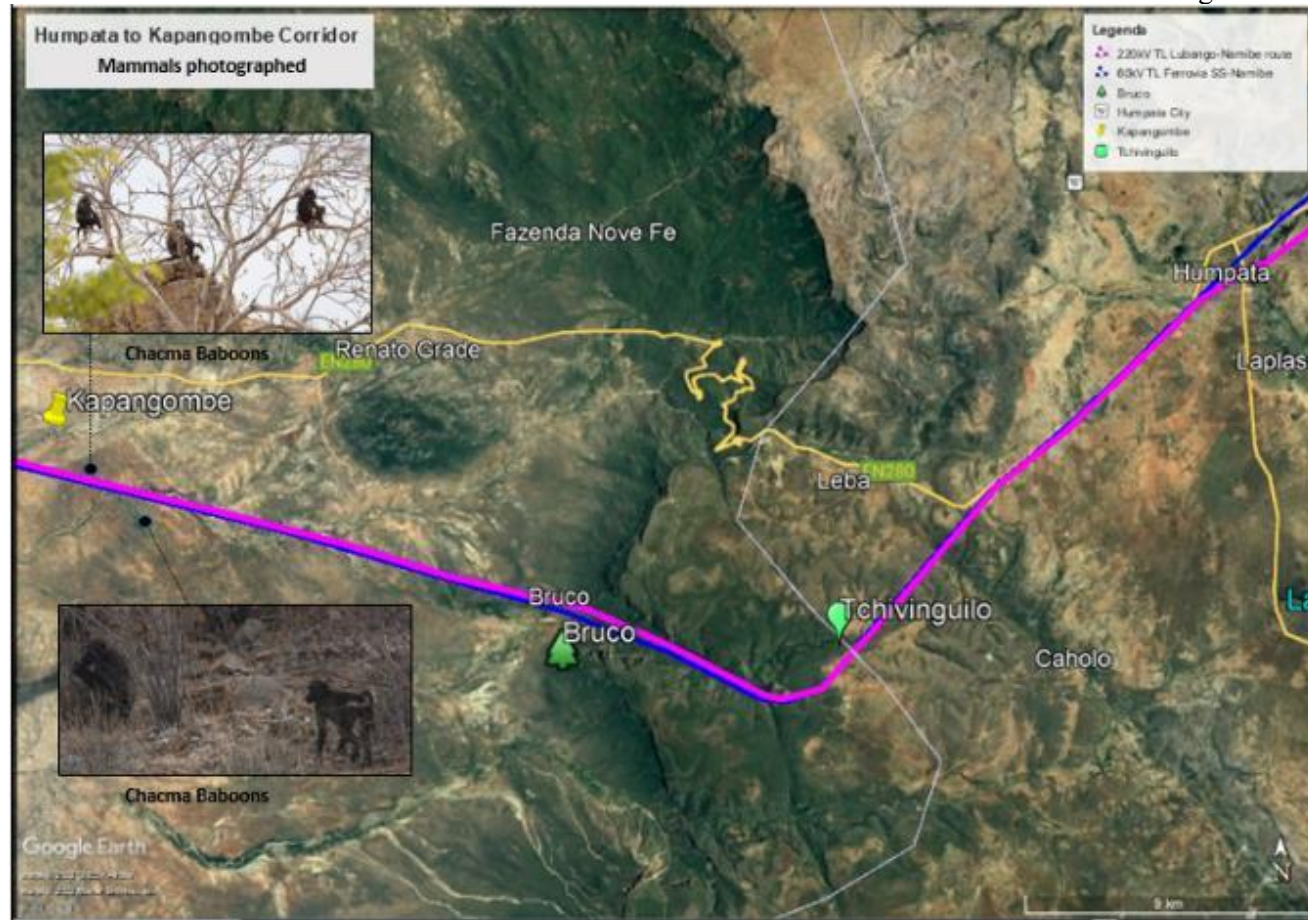 Humpata to Kapangombe Corridor
Mammals photographed
Legenda
220kV TL Lubango-Namibe route
60kV TL Ferrovia SS-Namibe
Bruco
Humpata City
Kapangombe
Tchivinguilo
Fazenda Nove Fe
Humpata
Chacma Baboons
Renato Grade
EN280
Laplas
Kapangombe
Leba
EN280
Bruco
Bruco
Tchivinguilo
Caholo
Chacma Baboons
Google Earth
N
9 km